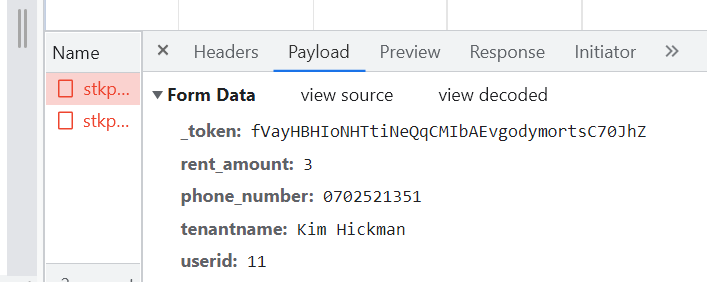 Name
× Headers Payload Preview Response Initiator »
▼ Form Data view source view decoded
stkp...
_token: fVayHBHIoNHTtiNeQqCMIbAEvgodymortsC70JhZ
stkp...
rent_amount: 3
phone_number: 0702521351
tenantname: Kim Hickman
userid: 11